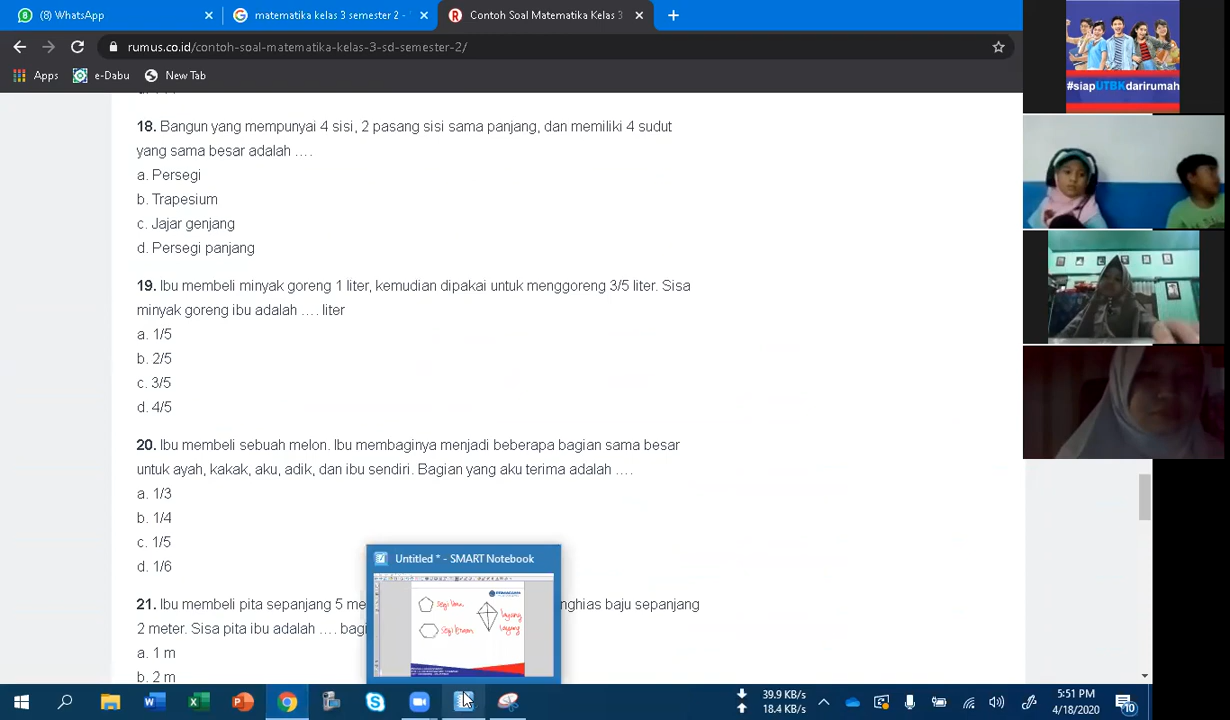 (8) WhatsApp
matematika kelas 3 semester 2 -
Contoh Soal Matematika Kelas 3
rumus.co.id/contoh-soal-matematika-kelas-3-sd-semester-2/
Apps
e-Dabu
New Tab
18. Bangun yang mempunyai 4 sisi, 2 pasang sisi sama panjang, dan memiliki 4 sudut
yang sama besar adalah ….
a. Persegi
b. Trapesium
c. Jajar genjang
d. Persegi panjang
19. Ibu membeli minyak goreng 1 liter, kemudian dipakai untuk menggoreng 3/5 liter. Sisa
minyak goreng ibu adalah …. liter
a. 1/5
b. 2/5
c. 3/5
d. 4/5
20. Ibu membeli sebuah melon. Ibu membaginya menjadi beberapa bagian sama besar
untuk ayah, kakak, aku, adik, dan ibu sendiri. Bagian yang aku terima adalah ….
a. 1/3
b. 1/4
c. 1/5
d. 1/6
21. Ibu membeli pita sepanjang 5 me
nghias baju sepanjang
2 meter. Sisa pita ibu adalah …. bagi
a. 1 m
b. 2 m
Untitled * - SMART Notebook
segi lima
segi enam
layang
layang
#siapUTBKdarirumah
39.9 KB/s
18.4 KB/s
5:51 PM
4/18/2020
10